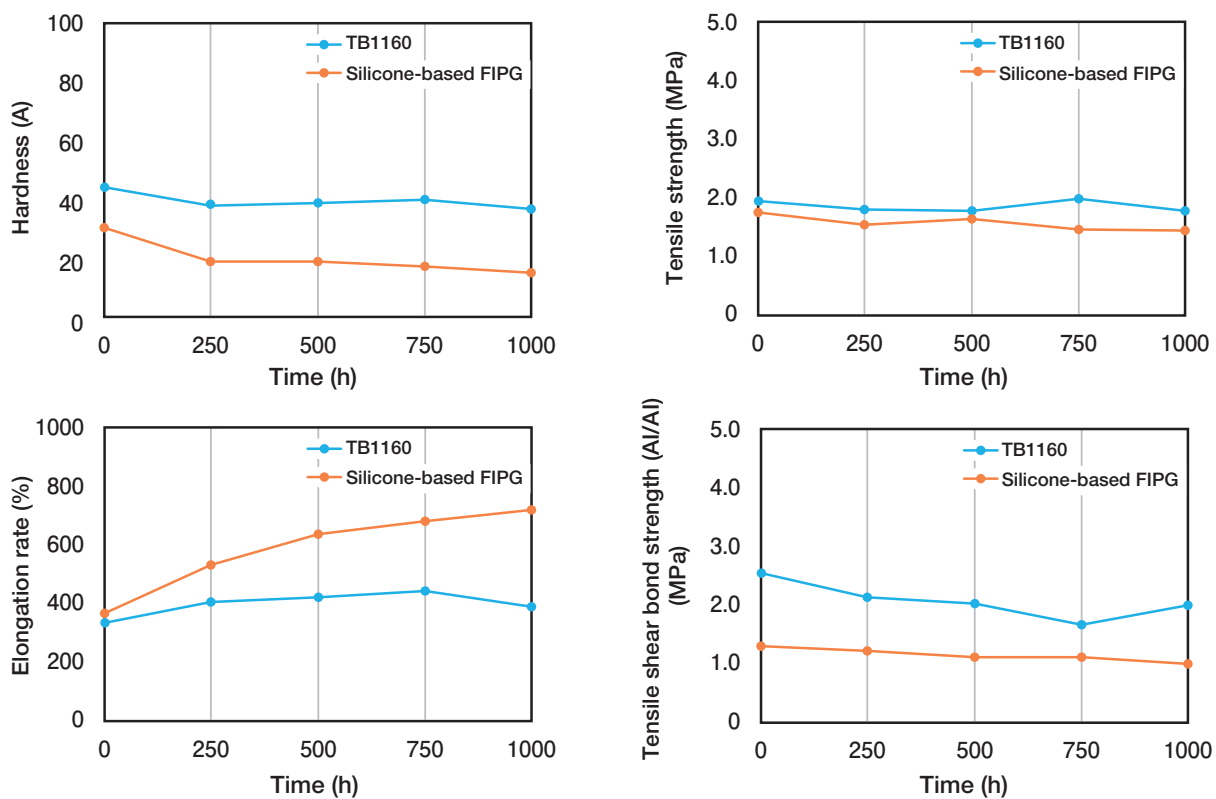 Hardness (A)
100
80
60
40
20
0
TB1160
Silicone-based FIPG
0 250 500 750 1000
Time (h)
Tensile strength (MPa)
5.0
4.0
3.0
2.0
1.0
0
TB1160
Silicone-based FIPG
0 250 500 750 1000
Time (h)
Elongation rate (%)
1000
800
600
400
200
0
TB1160
Silicone-based FIPG
0 250 500 750 1000
Time (h)
Tensile shear bond strength (Al/Al)
(MPa)
5.0
4.0
3.0
2.0
1.0
0
TB1160
Silicone-based FIPG
0 250 500 750 1000
Time (h)